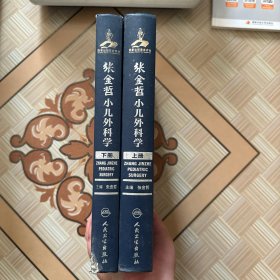 张金哲小儿外科学
下册
ZHANG JINZHE
PEDIATRIC
SURGERY
主编 张金哲
人民卫生出版社
张金哲小儿外科学
上册
ZHANG JINZHE
PEDIATRIC
SURGERY
主编 张金哲
人民卫生出版社